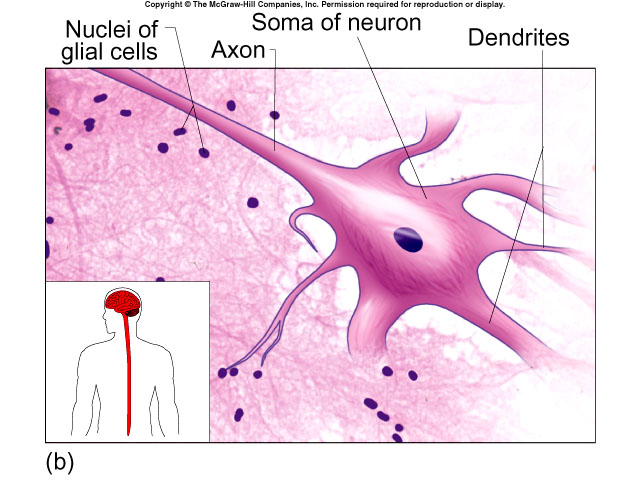 Copyright © The McGraw-Hill Companies, Inc. Permission required for reproduction or display.
Nuclei of
glial cells
Axon
Soma of neuron
Dendrites
(b)